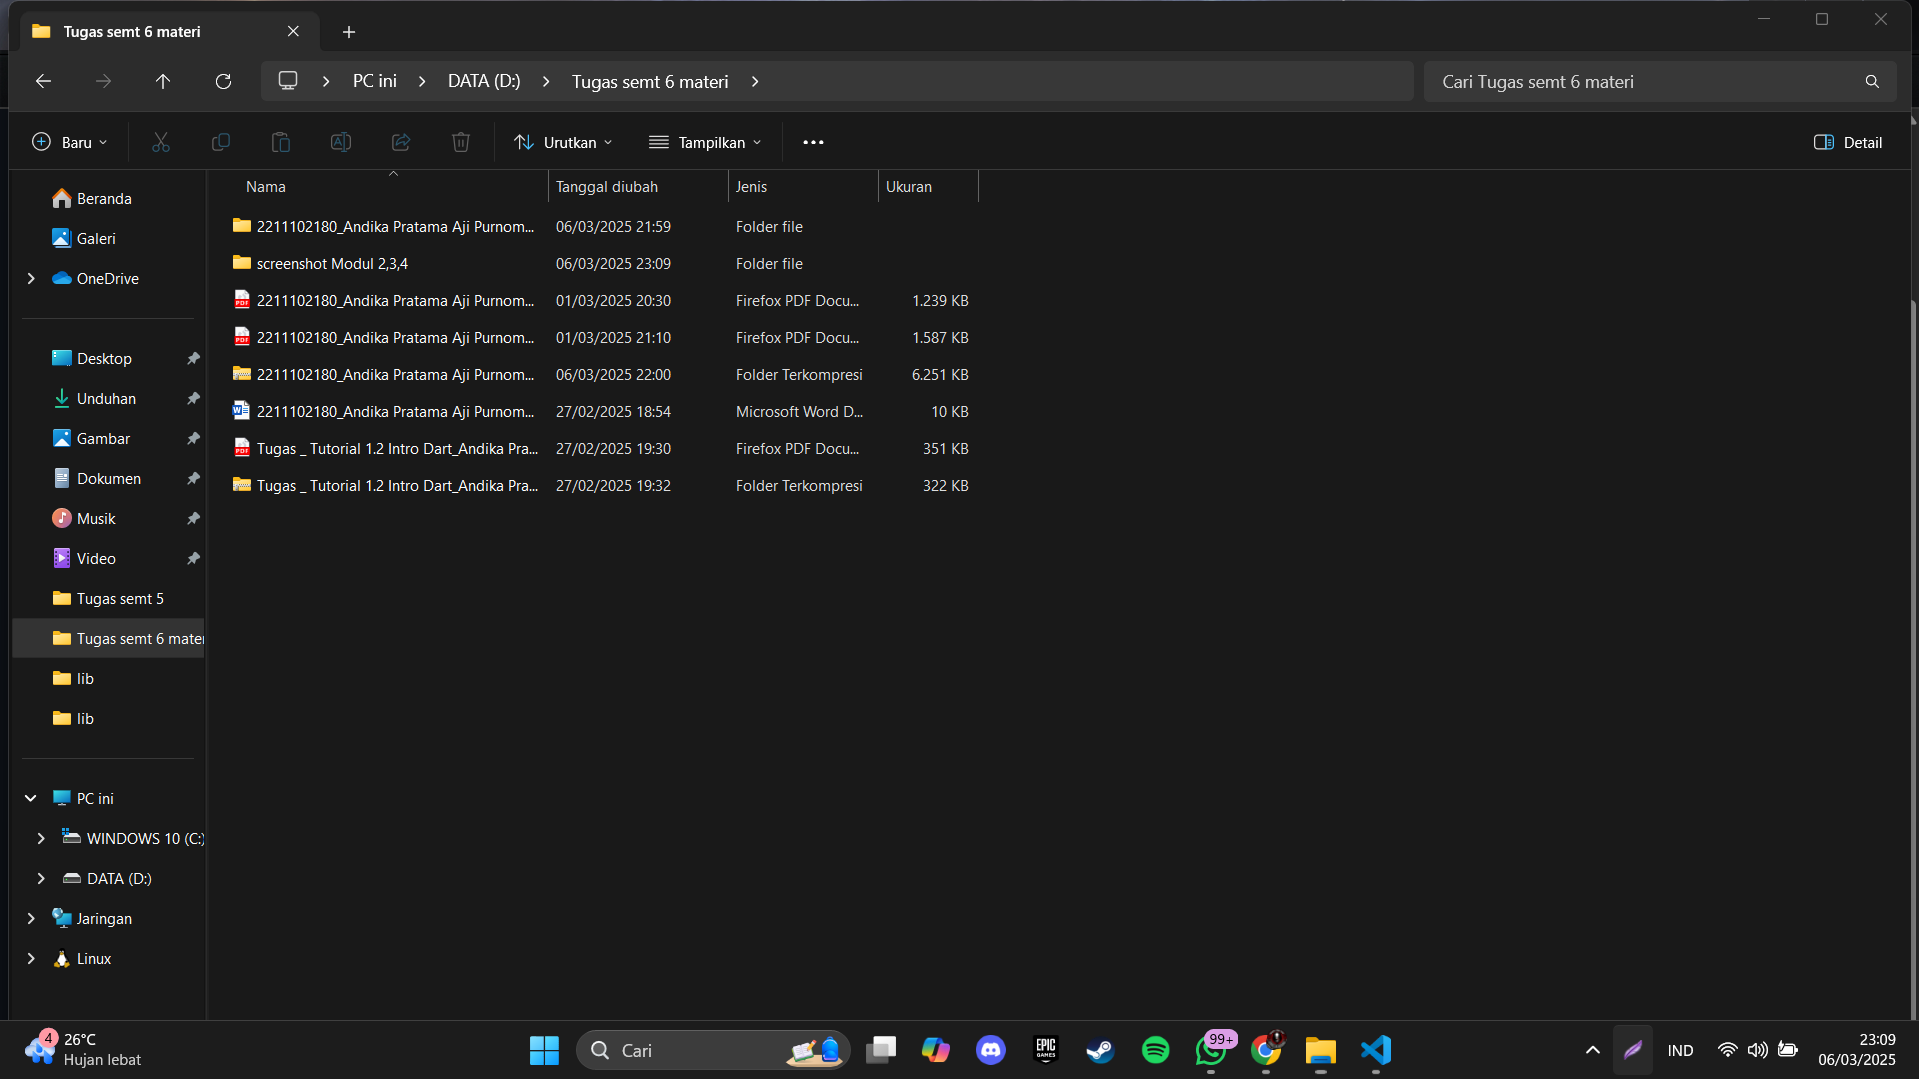 Tugas semt 6 materi
PC ini
DATA (D:)
Tugas semt 6 materi
Cari Tugas semt 6 materi
Baru
Urutkan
Tampilkan
Detail
Nama Tanggal diubah Jenis Ukuran
2211102180_Andika Pratama Aji Purnom... 06/03/2025 21:59 Folder file
screenshot Modul 2,3,4 06/03/2025 23:09 Folder file
2211102180_Andika Pratama Aji Purnom... 01/03/2025 20:30 Firefox PDF Docu... 1.239 KB
2211102180_Andika Pratama Aji Purnom... 01/03/2025 21:10 Firefox PDF Docu... 1.587 KB
2211102180_Andika Pratama Aji Purnom... 06/03/2025 22:00 Folder Terkompresi 6.251 KB
2211102180_Andika Pratama Aji Purnom... 27/02/2025 18:54 Microsoft Word D... 10 KB
Tugas _ Tutorial 1.2 Intro Dart_Andika Pra... 27/02/2025 19:30 Firefox PDF Docu... 351 KB
Tugas _ Tutorial 1.2 Intro Dart_Andika Pra... 27/02/2025 19:32 Folder Terkompresi 322 KB
Beranda
Galeri
OneDrive
Desktop
Unduhan
Gambar
Dokumen
Musik
Video
Tugas semt 5
Tugas semt 6 mater
lib
lib
PC ini
WINDOWS 10 (C:)
DATA (D:)
Jaringan
Linux
4
26°C
Hujan lebat
Cari
EPIC GAMES
99+
IND
23:09
06/03/2025